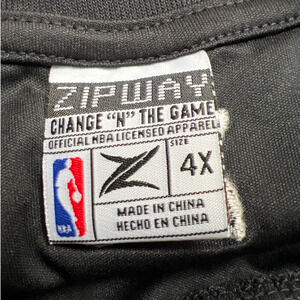 ZIPWAY
CHANGE "N" THE GAME
OFFICIAL NBA LICENSED APPAREL
SIZE
Z 4X
NBA
MADE IN CHINA
HECHO EN CHINA